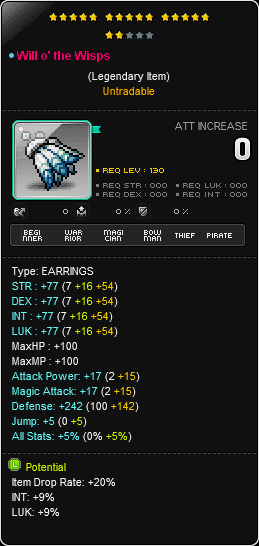 Will o' the Wisps
(Legendary Item)
Untradable
ATT INCREASE
0
REQ LEV : 130
REQ STR : 000 REQ LUK : 000
REQ DEX : 000 REQ INT : 000
0 0 % 0 %
BEGINNER WARRIOR MAGICIAN BOWMAN THIEF PIRATE
Type: EARRINGS
STR : +77 (7 +16 +54)
DEX : +77 (7 +16 +54)
INT : +77 (7 +16 +54)
LUK : +77 (7 +16 +54)
MaxHP : +100
MaxMP : +100
Attack Power: +17 (2 +15)
Magic Attack: +17 (2 +15)
Defense: +242 (100 +142)
Jump: +5 (0 +5)
All Stats: +5% (0% +5%)
L Potential
Item Drop Rate: +20%
INT: +9%
LUK: +9%